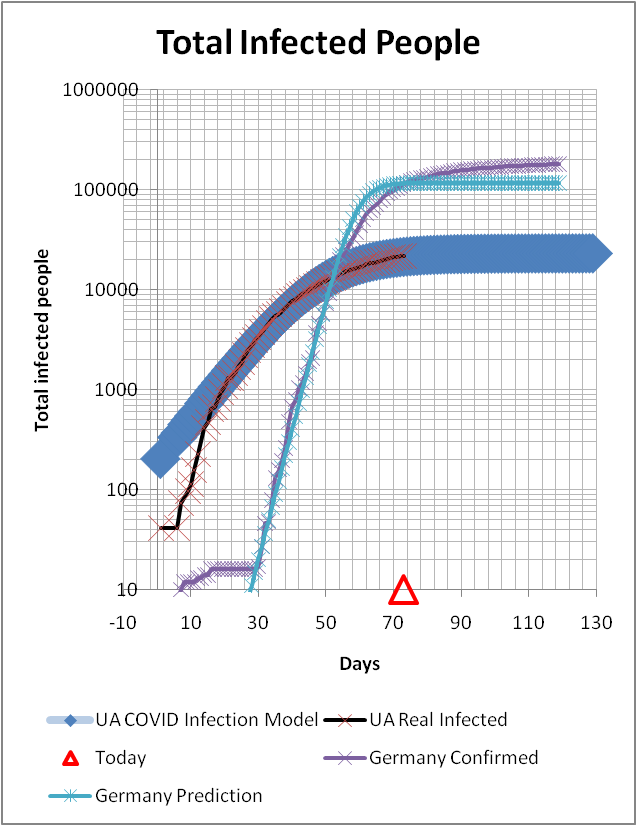 Total Infected People
1000000
100000
10000
1000
100
10
Total infected people
-10 10 30 50 70 90 110 130
Days
UA COVID Infection Model
UA Real Infected
Today
Germany Confirmed
Germany Prediction